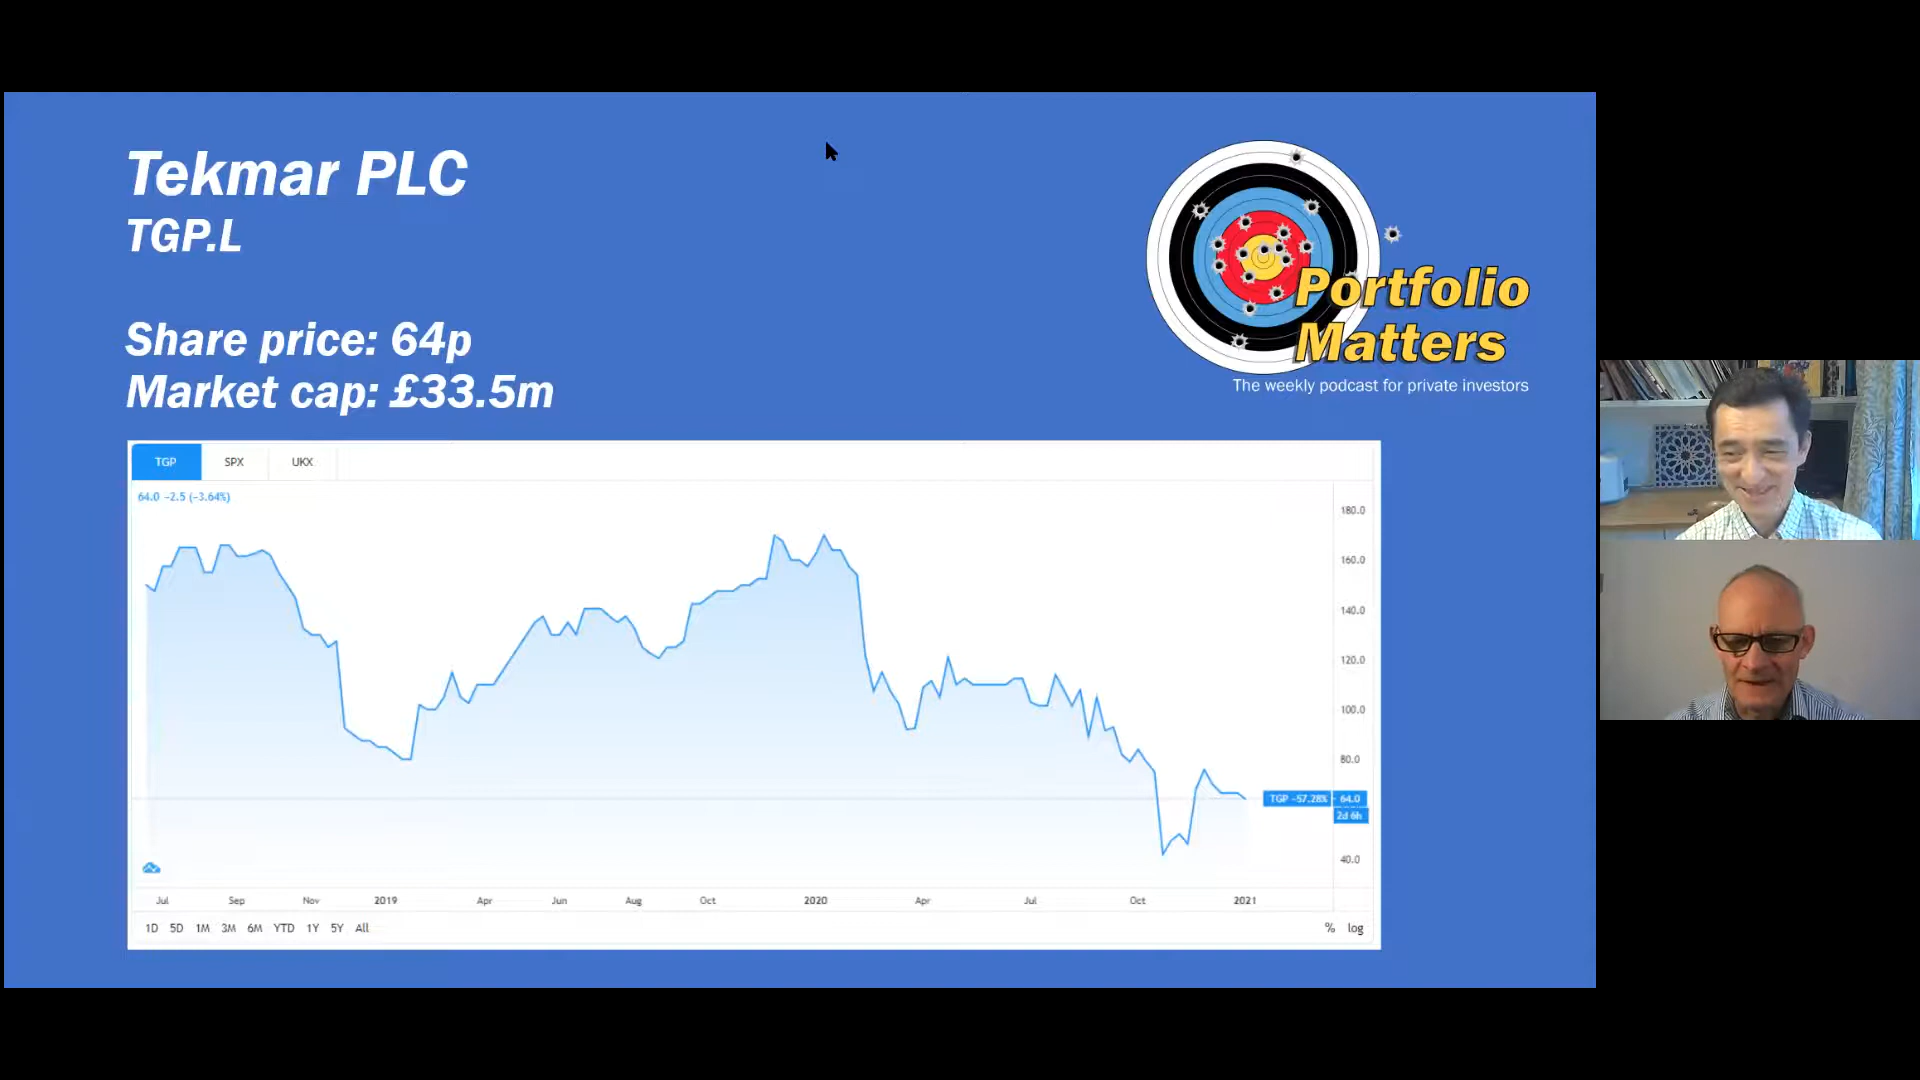 Tekmar PLC
TGP.L
Share price: 64p
Market cap: £33.5m
Portfolio
Matters
The weekly podcast for private investors
TGP SPX UKX
64.0 −2.5 (−3.64%)
180.0
160.0
140.0
120.0
100.0
80.0
TGP −57.28% 64.0
2d 6h
40.0
Jul Sep Nov 2019 Apr Jun Aug Oct 2020 Apr Jul Oct 2021
1D 5D 1M 3M 6M YTD 1Y 5Y All % log